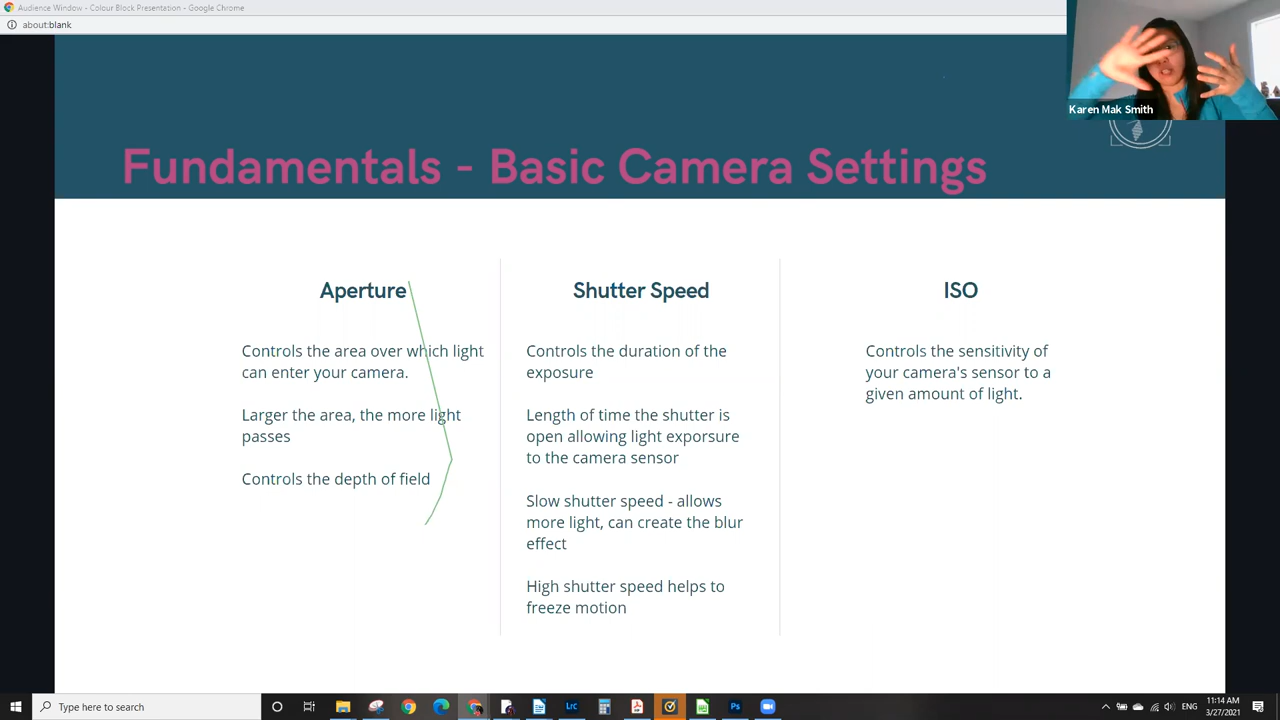 Audience Window - Colour Block Presentation - Google Chrome
about:blank
Karen Mak Smith
Fundamentals - Basic Camera Settings
Aperture
Controls the area over which light
can enter your camera.
Larger the area, the more light
passes
Controls the depth of field
Shutter Speed
Controls the duration of the
exposure
Length of time the shutter is
open allowing light exporsure
to the camera sensor
Slow shutter speed - allows
more light, can create the blur
effect
High shutter speed helps to
freeze motion
ISO
Controls the sensitivity of
your camera's sensor to a
given amount of light.
Type here to search
Lrc
Ps
ENG
11:14 AM
3/27/2021